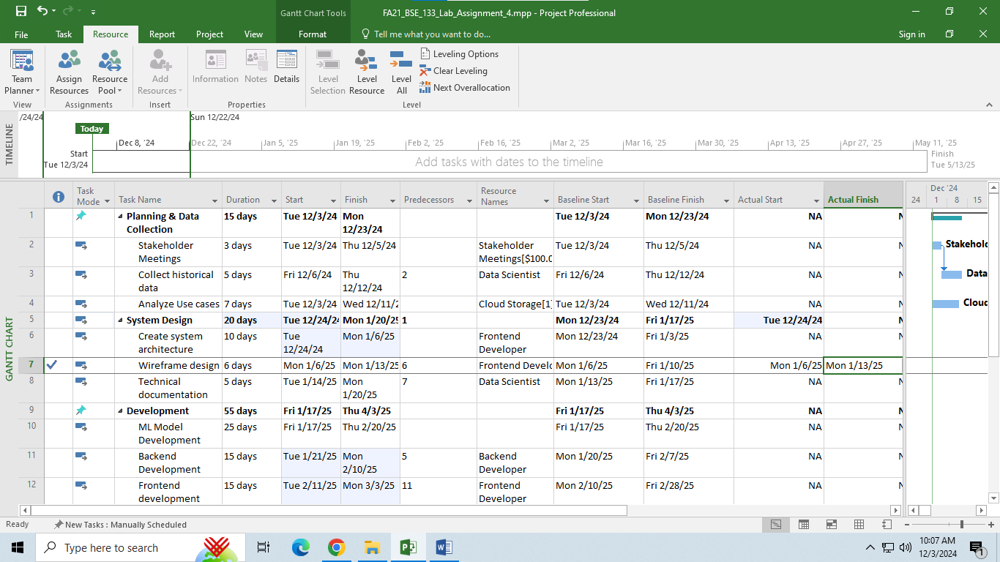 Gantt Chart Tools
FA21_BSE_133_Lab_Assignment_4.mpp - Project Professional
File Task Resource Report Project View Format Tell me what you want to do... Sign in
Team Planner
Assign Resources
Resource Pool
Add Resources
Information
Notes
Details
Level Selection
Level Resource
Level All
Leveling Options
Clear Leveling
Next Overallocation
View Assignments Insert Properties Level
TIMELINE
/24/24
Sun 12/22/24
Today
Dec 8, '24 Dec 22, '24 Jan 5, '25 Jan 19, '25 Feb 2, '25 Feb 16, '25 Mar 2, '25 Mar 16, '25 Mar 30, '25 Apr 13, '25 Apr 27, '25 May 11, '25
Start
Tue 12/3/24
Add tasks with dates to the timeline
Finish
Tue 5/13/25
GANTT CHART
Task Mode Task Name Duration Start Finish Predecessors Resource Names Baseline Start Baseline Finish Actual Start Actual Finish
Dec '24
24 1 8 15
1 Planning & Data Collection 15 days Tue 12/3/24 Mon 12/23/24 Tue 12/3/24 Mon 12/23/24 NA
2 Stakeholder Meetings 3 days Tue 12/3/24 Thu 12/5/24 Stakeholder Meetings[$100.0 Tue 12/3/24 Thu 12/5/24 NA
Stakehold
3 Collect historical data 5 days Fri 12/6/24 Thu 12/12/24 2 Data Scientist Fri 12/6/24 Thu 12/12/24 NA
Data
4 Analyze Use cases 7 days Tue 12/3/24 Wed 12/11/2 Cloud Storage[1 Tue 12/3/24 Wed 12/11/24 NA
Cloud
5 System Design 20 days Tue 12/24/24 Mon 1/20/25 1 Mon 12/23/24 Fri 1/17/25 Tue 12/24/24
6 Create system architecture 10 days Tue 12/24/24 Mon 1/6/25 Frontend Developer Mon 12/23/24 Fri 1/3/25 NA
7 Wireframe design 6 days Mon 1/6/25 Mon 1/13/25 6 Frontend Devel Mon 1/6/25 Fri 1/10/25 Mon 1/6/25 Mon 1/13/25
8 Technical documentation 5 days Tue 1/14/25 Mon 1/20/25 7 Data Scientist Mon 1/13/25 Fri 1/17/25 NA
9 Development 55 days Fri 1/17/25 Thu 4/3/25 Fri 1/17/25 Thu 4/3/25 NA
10 ML Model Development 25 days Fri 1/17/25 Thu 2/20/25 Fri 1/17/25 Thu 2/20/25 NA
11 Backend Development 15 days Tue 1/21/25 Mon 2/10/25 5 Backend Developer Mon 1/20/25 Fri 2/7/25 NA
12 Frontend development 15 days Tue 2/11/25 Mon 3/3/25 11 Frontend Developer Mon 2/10/25 Fri 2/28/25 NA
Ready New Tasks : Manually Scheduled
Type here to search
10:07 AM
12/3/2024
1